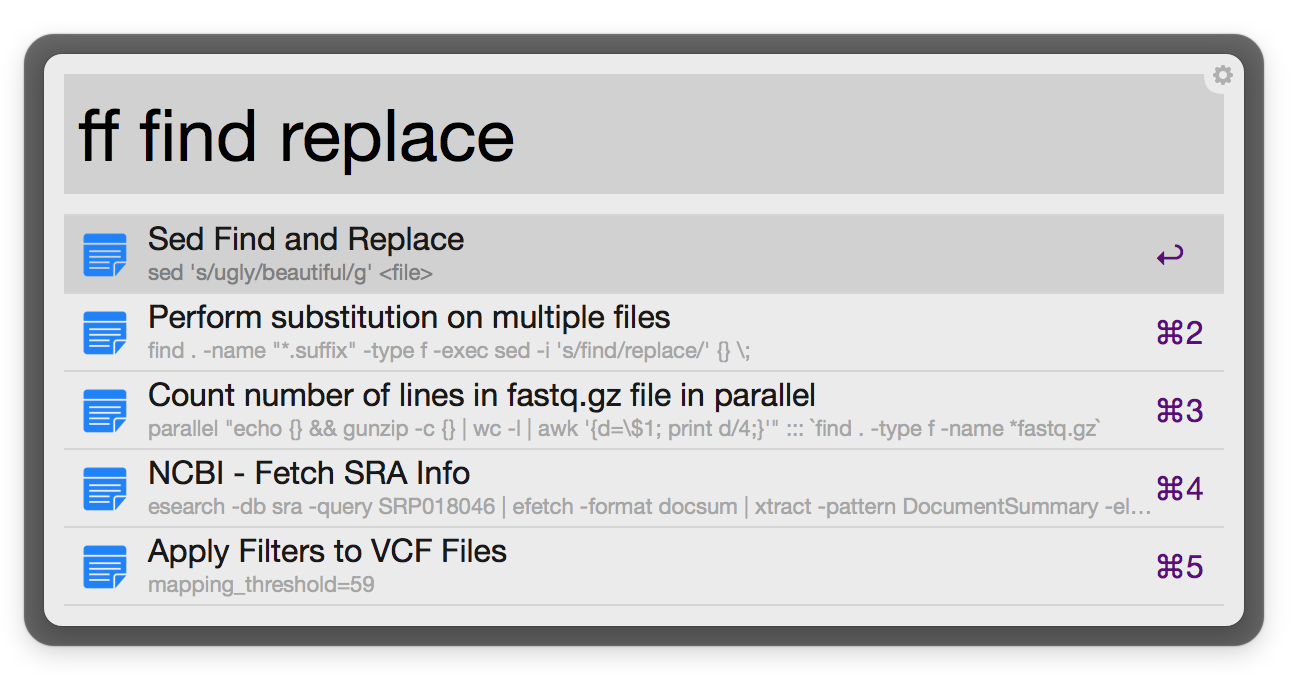 ff find replace
Sed Find and Replace
sed 's/ugly/beautiful/g' <file>
↩
Perform substitution on multiple files
find . -name "*.suffix" -type f -exec sed -i 's/find/replace/' {} \;
⌘2
Count number of lines in fastq.gz file in parallel
parallel "echo {} && gunzip -c {} | wc -l | awk '{d=\$1; print d/4;}'" ::: `find . -type f -name *fastq.gz`
⌘3
NCBI - Fetch SRA Info
esearch -db sra -query SRP018046 | efetch -format docsum | xtract -pattern DocumentSummary -el…
⌘4
Apply Filters to VCF Files
mapping_threshold=59
⌘5